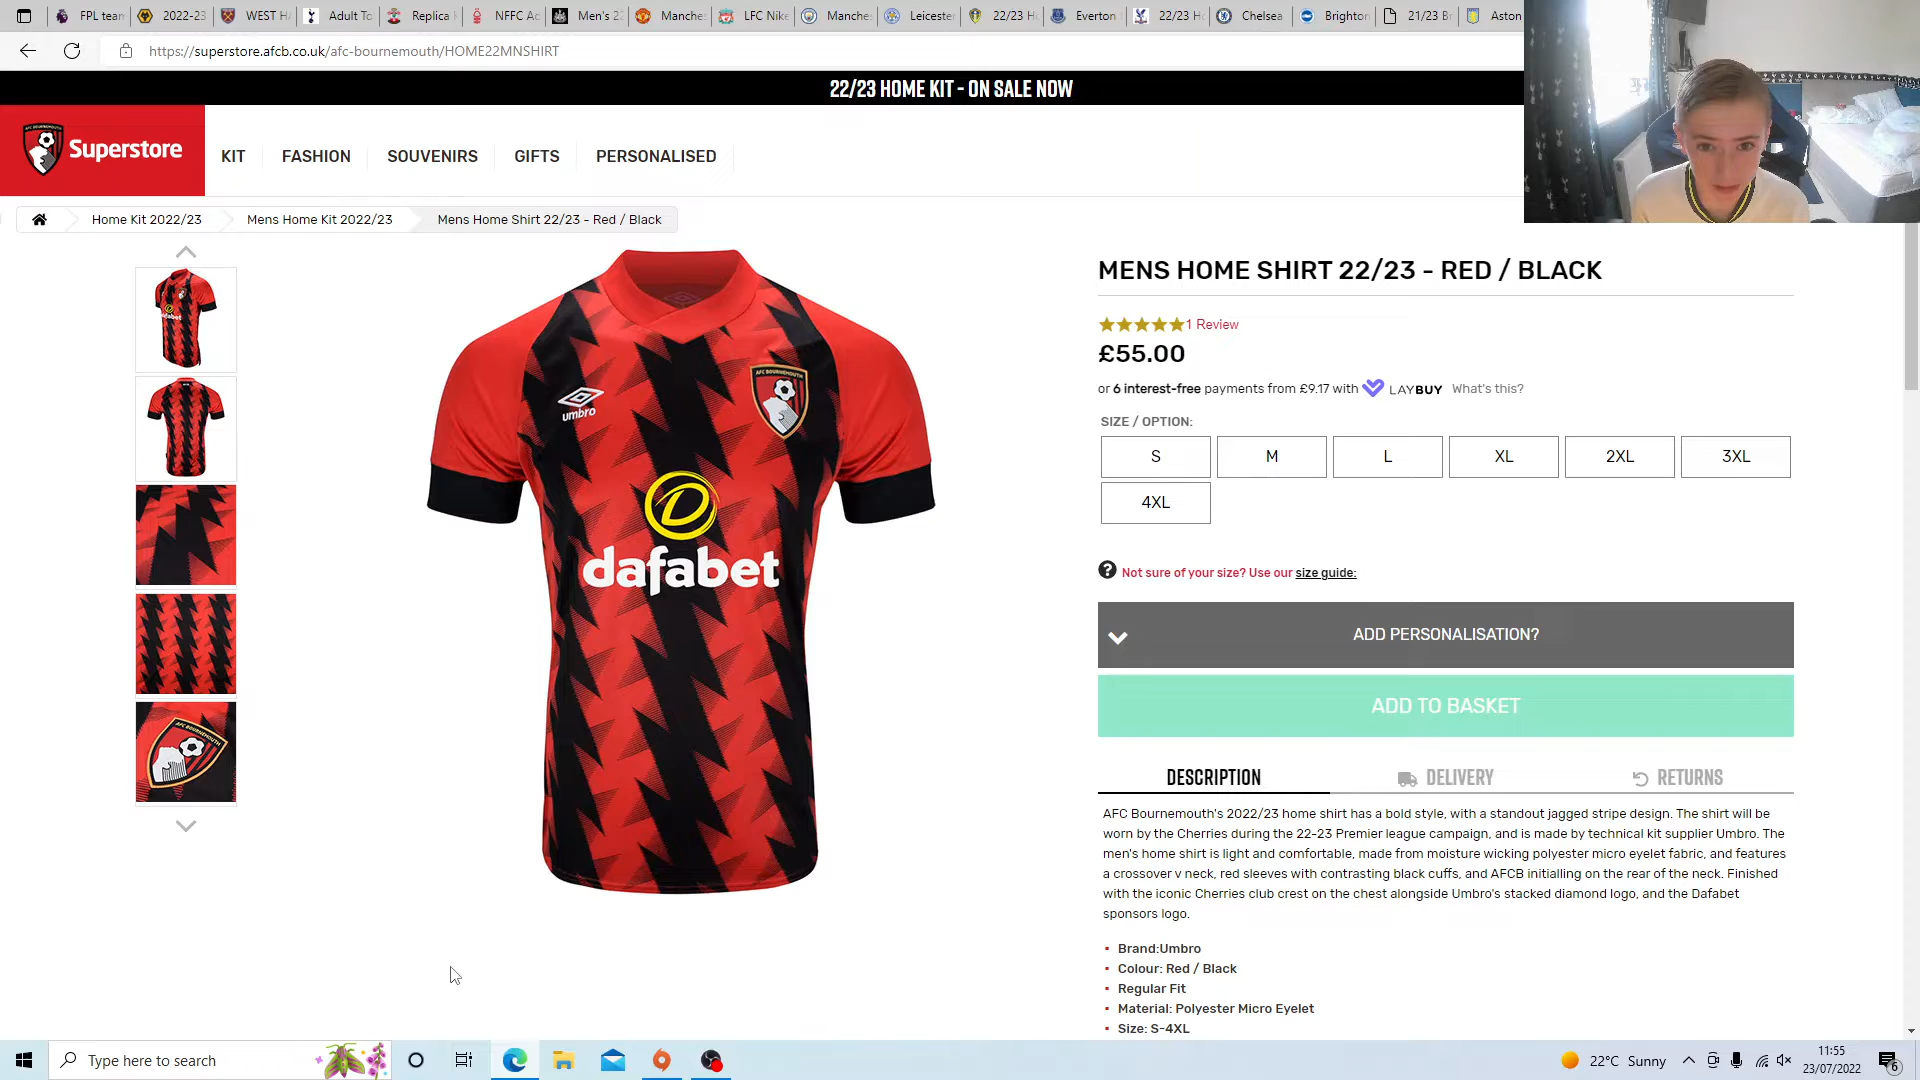 FPL team
2022-23
WEST HA
Adult To
Replica
NFFC Ac
Men's 22
Manches
LFC Nike
Manche
Leiceste
22/23 H
Everton
22/23 H
Chelsea
Brighton
21/23 B
Aston
https://superstore.afcb.co.uk/afc-bournemouth/HOME22MNSHIRT
22/23 HOME KIT - ON SALE NOW
Superstore
KIT
FASHION
SOUVENIRS
GIFTS
PERSONALISED
Home Kit 2022/23
Mens Home Kit 2022/23
Mens Home Shirt 22/23 - Red / Black
umbro
AFC BOURNEMOUTH
dafabet
MENS HOME SHIRT 22/23 - RED / BLACK
1 Review
£55.00
or 6 interest-free payments from £9.17 with LAYBUY What's this?
SIZE / OPTION:
S
M
L
XL
2XL
3XL
4XL
Not sure of your size? Use our size guide:
ADD PERSONALISATION?
ADD TO BASKET
DESCRIPTION
DELIVERY
RETURNS
AFC Bournemouth's 2022/23 home shirt has a bold style, with a standout jagged stripe design. The shirt will be
worn by the Cherries during the 22-23 Premier league campaign, and is made by technical kit supplier Umbro. The
men's home shirt is light and comfortable, made from moisture wicking polyester micro eyelet fabric, and features
a crossover v neck, red sleeves with contrasting black cuffs, and AFCB initialling on the rear of the neck. Finished
with the iconic Cherries club crest on the chest alongside Umbro's stacked diamond logo, and the Dafabet
sponsors logo.
Brand:Umbro
Colour: Red / Black
Regular Fit
Material: Polyester Micro Eyelet
Size: S-4XL
Type here to search
22°C Sunny
11:55
23/07/2022
6